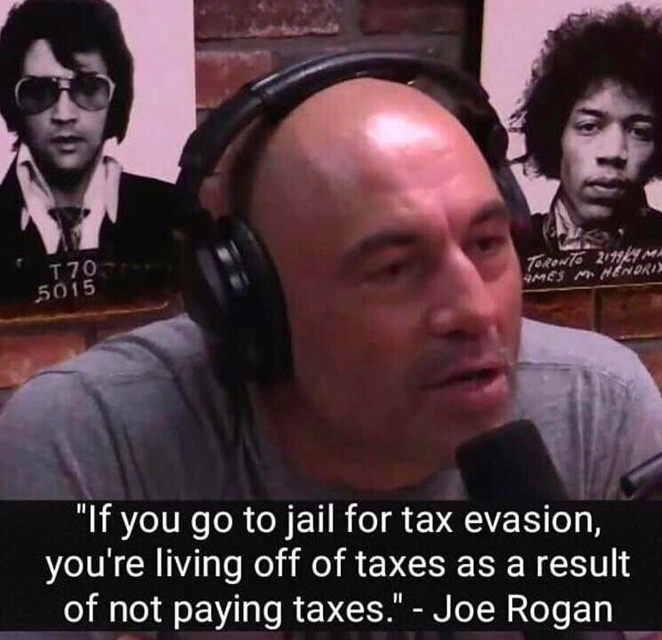 T70
5015
TORONTO
HENDRIX
"If you go to jail for tax evasion,
you're living off of taxes as a result
of not paying taxes." - Joe Rogan